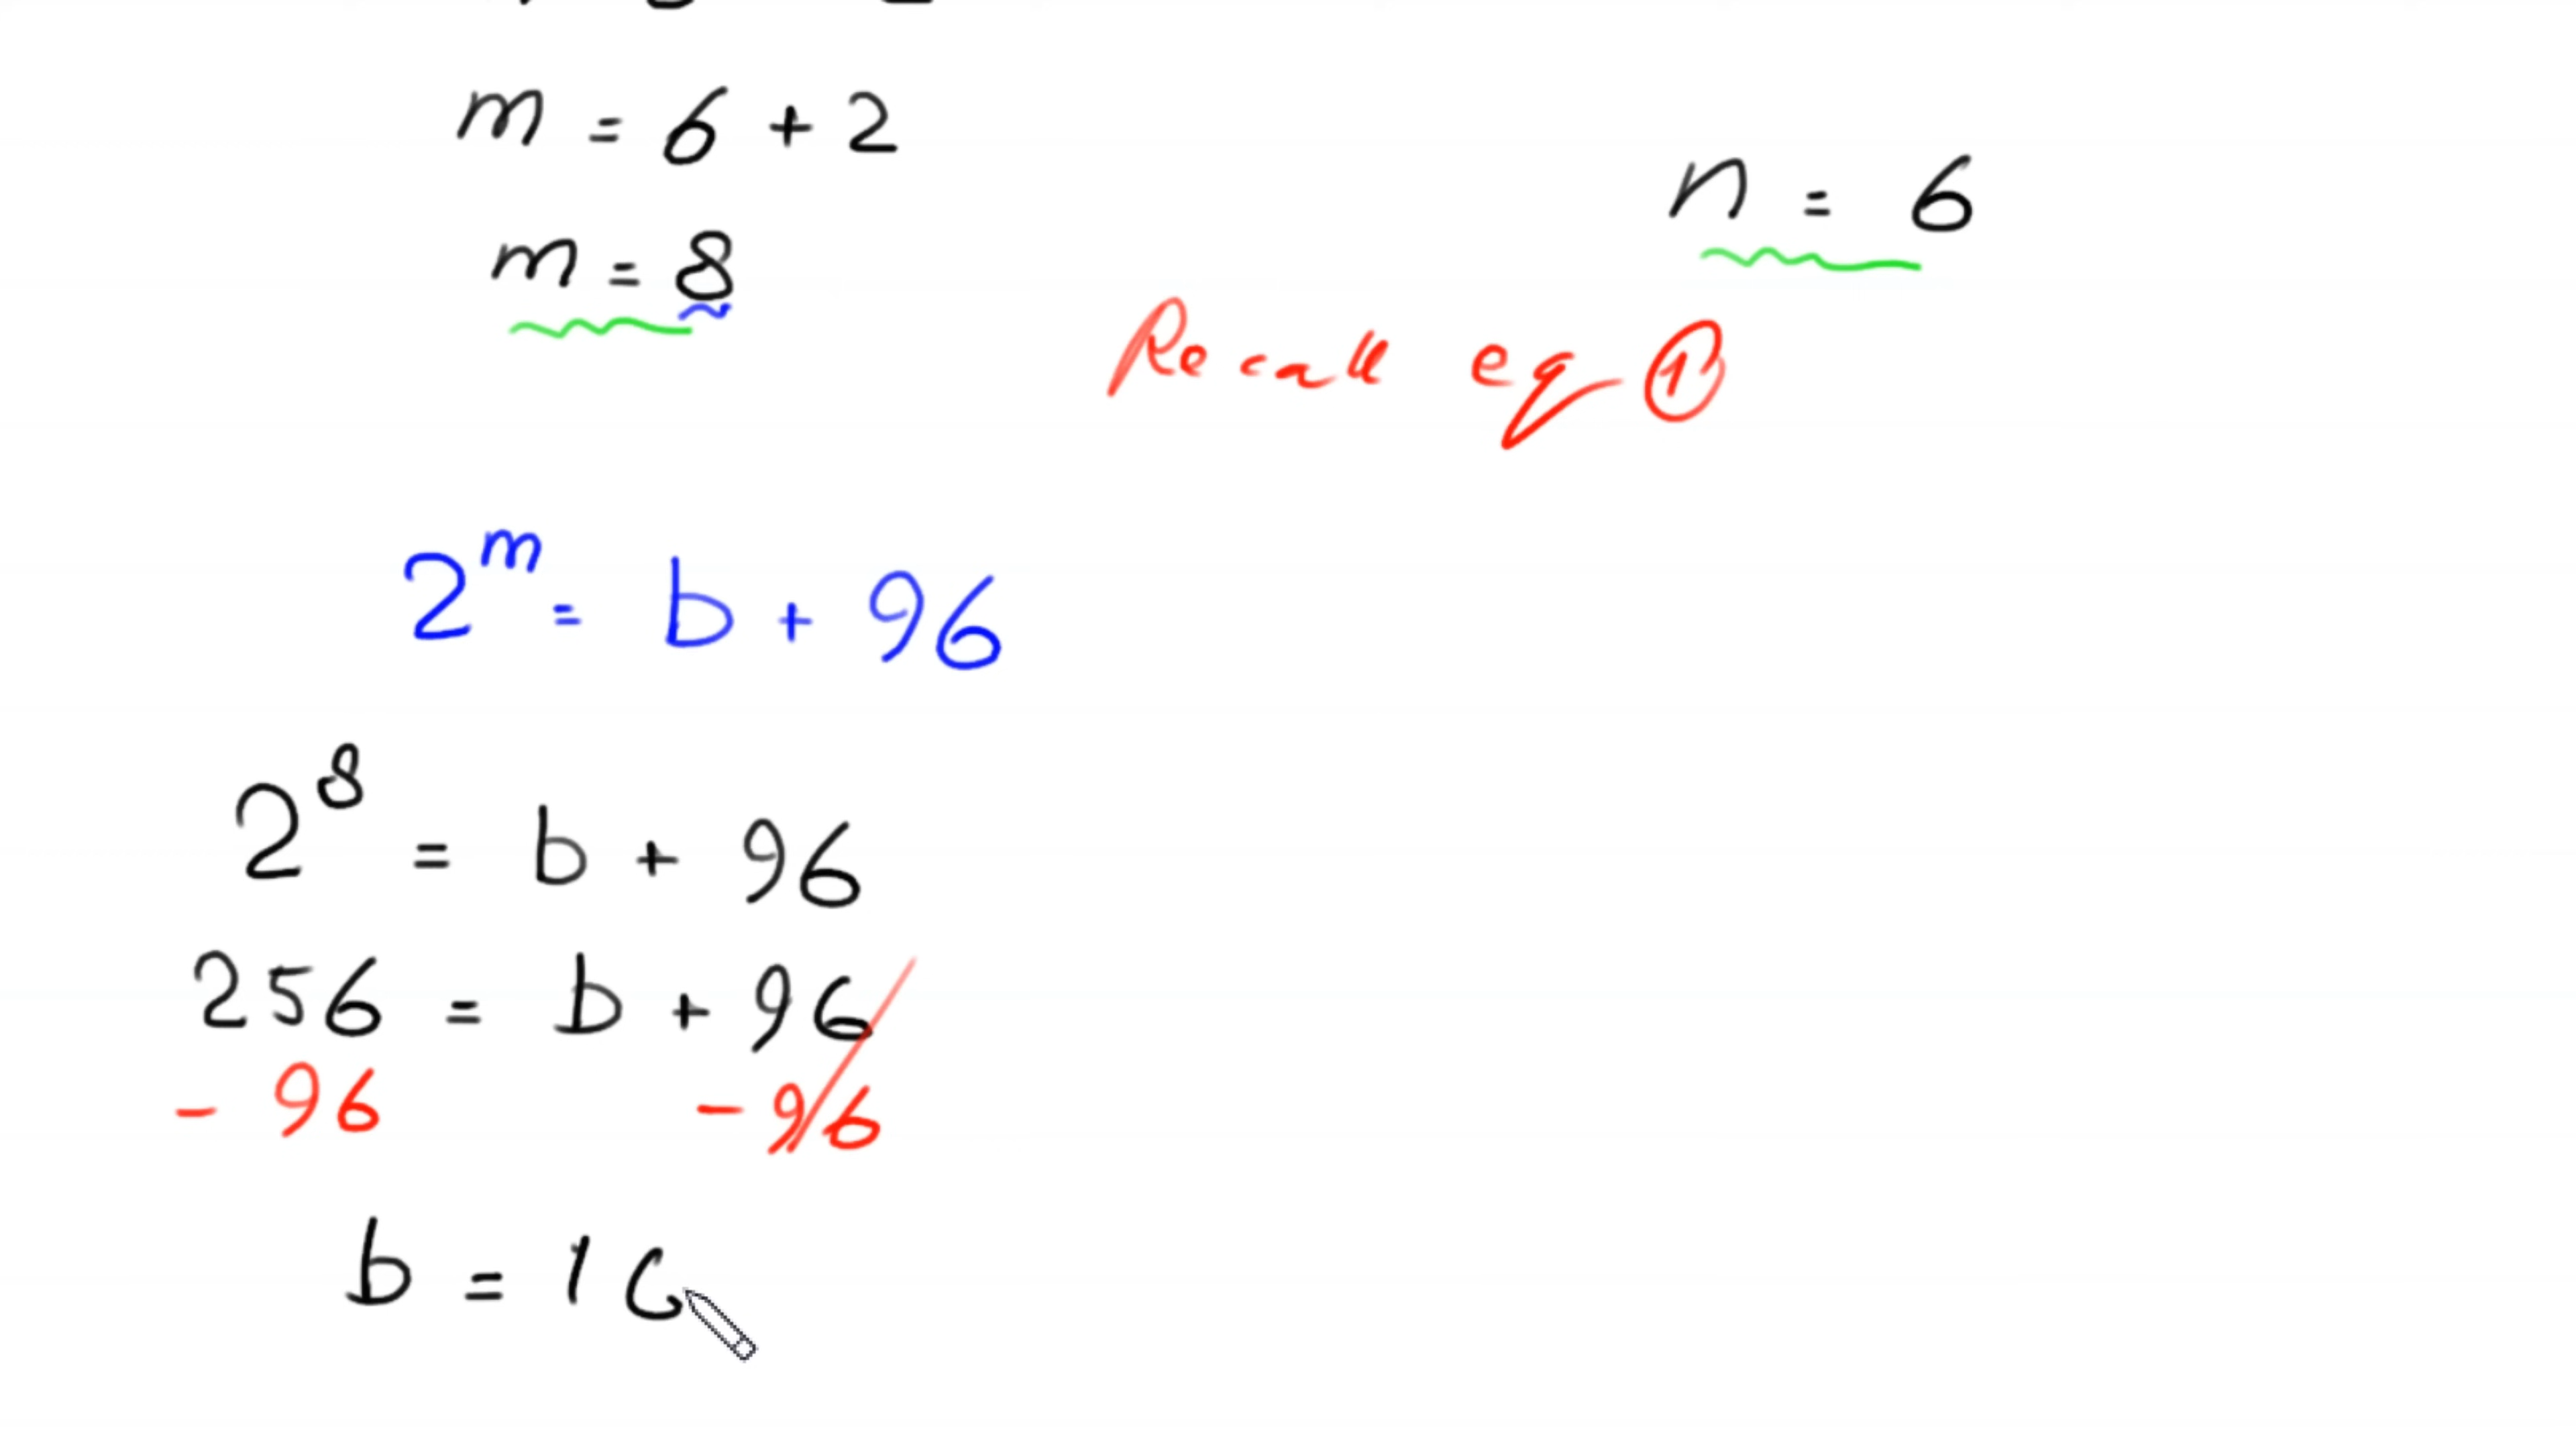 m = 6 + 2
n = 6
m = 8
Recall eq ①
2^m = b + 96
2^8 = b + 96
256 = b + 96
- 96 - 96
b = 16